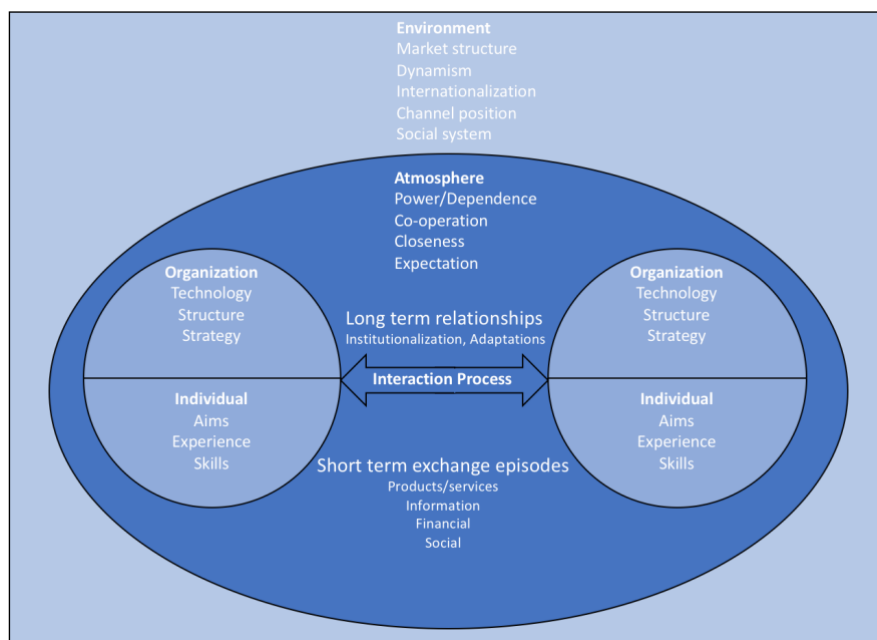 Environment
Market structure
Dynamism
Internationalization
Channel position
Social system
Atmosphere
Power/Dependence
Co-operation
Closeness
Expectation
Organization
Technology
Structure
Strategy
Individual
Aims
Experience
Skills
Long term relationships
Institutionalization, Adaptations
Interaction Process
Short term exchange episodes
Products/services
Information
Financial
Social
Organization
Technology
Structure
Strategy
Individual
Aims
Experience
Skills